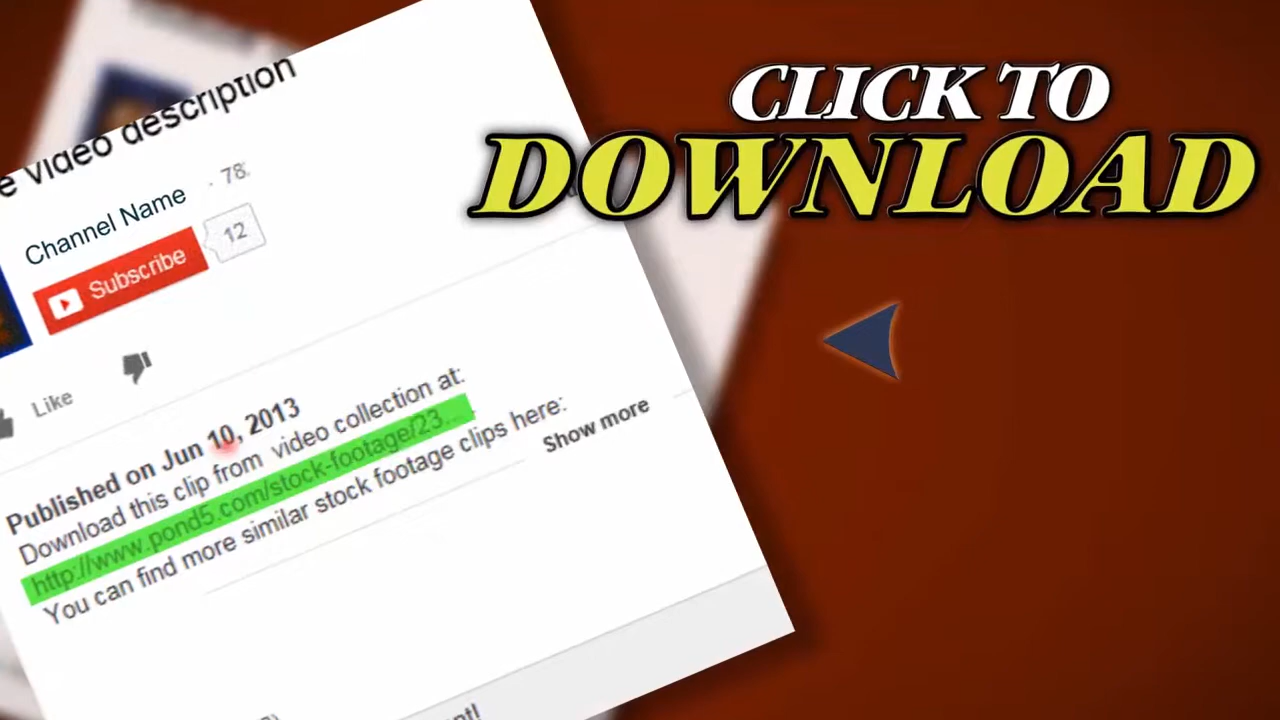 CLICK TO
DOWNLOAD
e video description
Channel Name
Subscribe
12
Like
Published on Jun 10, 2013
Download this clip from video collection at:
http://www.pond5.com/stock-footage/23...
You can find more similar stock footage clips here:
Show more